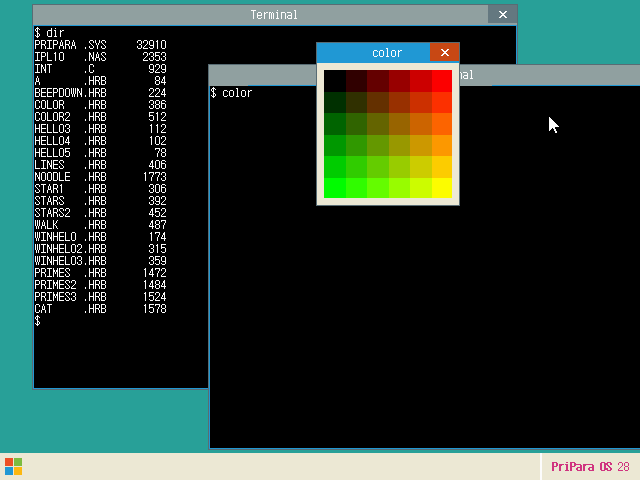 Terminal
$ dir
PRIPARA .SYS 32910
IPL10 .NAS 2353
INT .C 929
A .HRB 84
BEEPDOWN.HRB 224
COLOR .HRB 386
COLOR2 .HRB 512
HELLO3 .HRB 112
HELLO4 .HRB 102
HELLO5 .HRB 78
LINES .HRB 406
NOODLE .HRB 1773
STAR1 .HRB 306
STARS .HRB 392
STARS2 .HRB 452
WALK .HRB 487
WINHELO .HRB 174
WINHELO2.HRB 315
WINHELO3.HRB 359
PRIMES .HRB 1472
PRIMES2 .HRB 1484
PRIMES3 .HRB 1524
CAT .HRB 1578
$
color
nal
$ color
PriPara OS 28